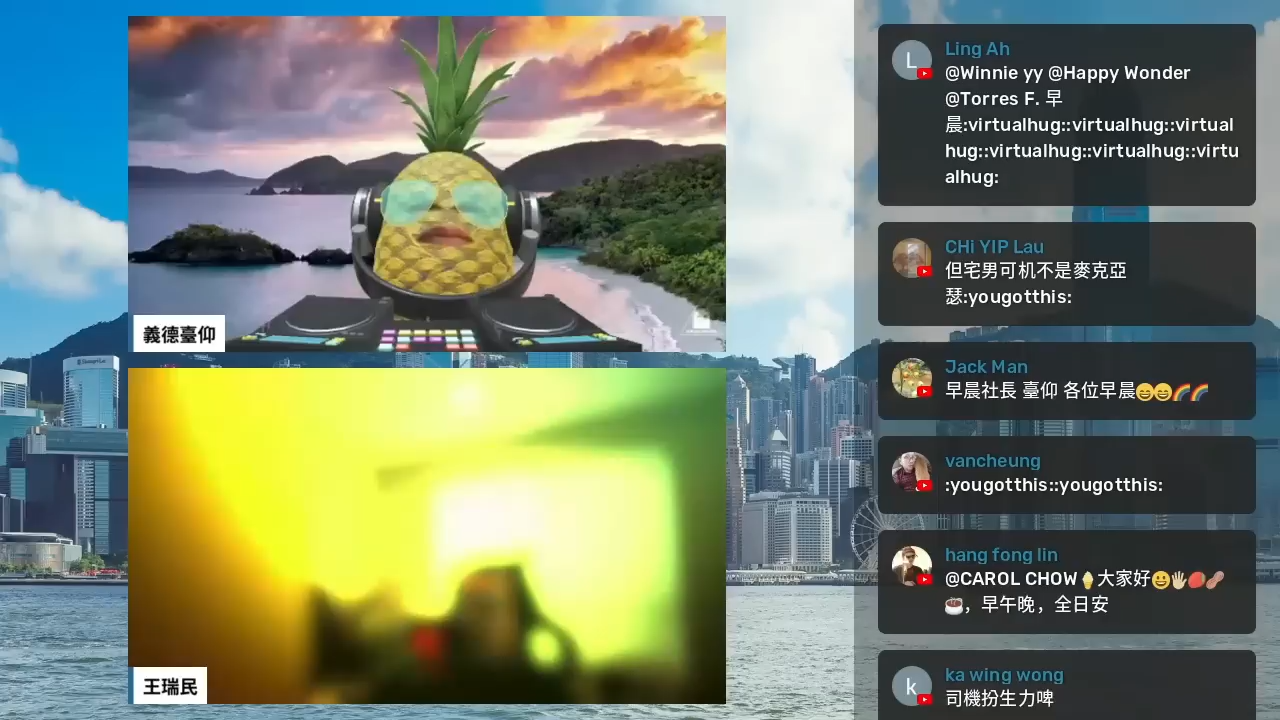 義德臺仰
王瑞民
Ling Ah
@Winnie yy @Happy Wonder
@Torres F. 早
晨:virtualhug::virtualhug::virtual
hug::virtualhug::virtualhug::virtu
alhug:
CHi YIP Lau
但宅男可机不是麥克亞
瑟:yougotthis:
Jack Man
早晨社長 臺仰 各位早晨😄😄🌈🌈
vancheung
:yougotthis::yougotthis:
hang fong lin
@CAROL CHOW🍦大家好😀🖐🔴🥓
☕，早午晚，全日安
ka wing wong
司機扮生力啤
L
k